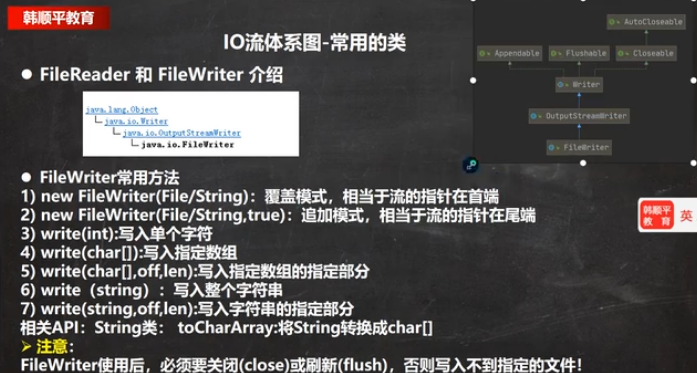 韩顺平教育
IO流体系图-常用的类
AutoCloseable
Appendable
Flushable
Closeable
Writer
OutputStreamWriter
FileWriter
● FileReader 和 FileWriter 介绍
java.lang.Object
java.io.Writer
java.io.OutputStreamWriter
java.io.FileWriter
● FileWriter常用方法
1) new FileWriter(File/String)：覆盖模式，相当于流的指针在首端
2) new FileWriter(File/String,true)：追加模式，相当于流的指针在尾端
3) write(int):写入单个字符
4) write(char[]):写入指定数组
5) write(char[],off,len):写入指定数组的指定部分
6) write（string）：写入整个字符串
7) write(string,off,len):写入字符串的指定部分
相关API：String类： toCharArray:将String转换成char[]
➢ 注意：
FileWriter使用后，必须要关闭(close)或刷新(flush)，否则写入不到指定的文件！
韩顺平
教育
英